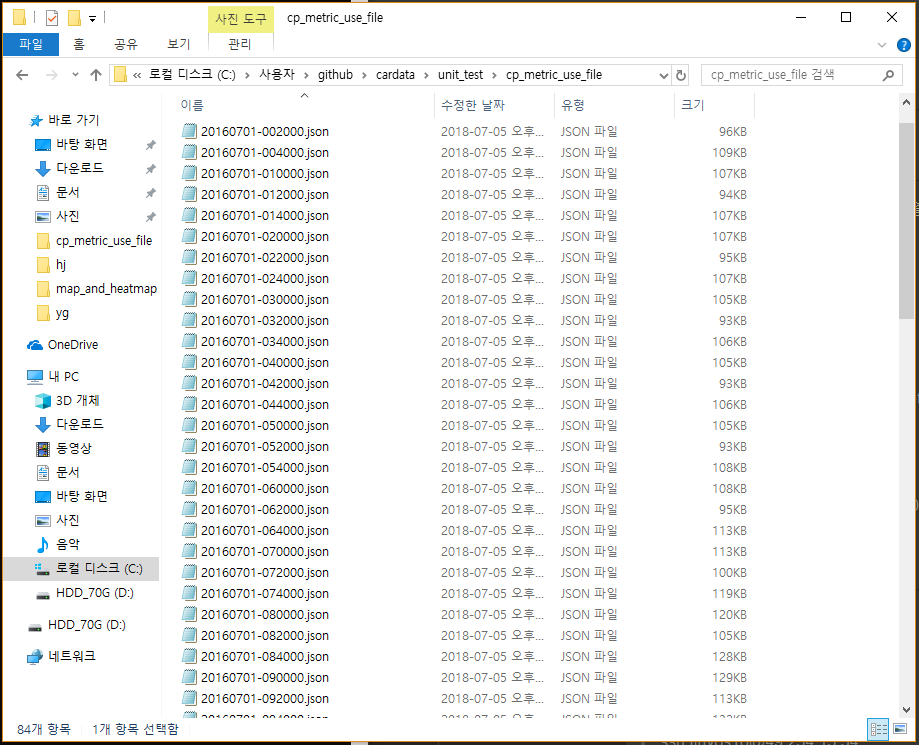 사진 도구 cp_metric_use_file
파일 홈 공유 보기 관리
« 로컬 디스크 (C:) › 사용자 › github › cardata › unit_test › cp_metric_use_file
cp_metric_use_file 검색
바로 가기
바탕 화면
다운로드
문서
사진
cp_metric_use_file
hj
map_and_heatmap
yg
OneDrive
내 PC
3D 개체
다운로드
동영상
문서
바탕 화면
사진
음악
로컬 디스크 (C:)
HDD_70G (D:)
HDD_70G (D:)
네트워크
이름 수정한 날짜 유형 크기
20160701-002000.json 2018-07-05 오후... JSON 파일 96KB
20160701-004000.json 2018-07-05 오후... JSON 파일 109KB
20160701-010000.json 2018-07-05 오후... JSON 파일 107KB
20160701-012000.json 2018-07-05 오후... JSON 파일 94KB
20160701-014000.json 2018-07-05 오후... JSON 파일 107KB
20160701-020000.json 2018-07-05 오후... JSON 파일 107KB
20160701-022000.json 2018-07-05 오후... JSON 파일 95KB
20160701-024000.json 2018-07-05 오후... JSON 파일 107KB
20160701-030000.json 2018-07-05 오후... JSON 파일 105KB
20160701-032000.json 2018-07-05 오후... JSON 파일 93KB
20160701-034000.json 2018-07-05 오후... JSON 파일 106KB
20160701-040000.json 2018-07-05 오후... JSON 파일 105KB
20160701-042000.json 2018-07-05 오후... JSON 파일 93KB
20160701-044000.json 2018-07-05 오후... JSON 파일 106KB
20160701-050000.json 2018-07-05 오후... JSON 파일 105KB
20160701-052000.json 2018-07-05 오후... JSON 파일 93KB
20160701-054000.json 2018-07-05 오후... JSON 파일 108KB
20160701-060000.json 2018-07-05 오후... JSON 파일 108KB
20160701-062000.json 2018-07-05 오후... JSON 파일 95KB
20160701-064000.json 2018-07-05 오후... JSON 파일 113KB
20160701-070000.json 2018-07-05 오후... JSON 파일 113KB
20160701-072000.json 2018-07-05 오후... JSON 파일 100KB
20160701-074000.json 2018-07-05 오후... JSON 파일 119KB
20160701-080000.json 2018-07-05 오후... JSON 파일 120KB
20160701-082000.json 2018-07-05 오후... JSON 파일 105KB
20160701-084000.json 2018-07-05 오후... JSON 파일 128KB
20160701-090000.json 2018-07-05 오후... JSON 파일 129KB
20160701-092000.json 2018-07-05 오후... JSON 파일 113KB
84개 항목 1개 항목 선택함